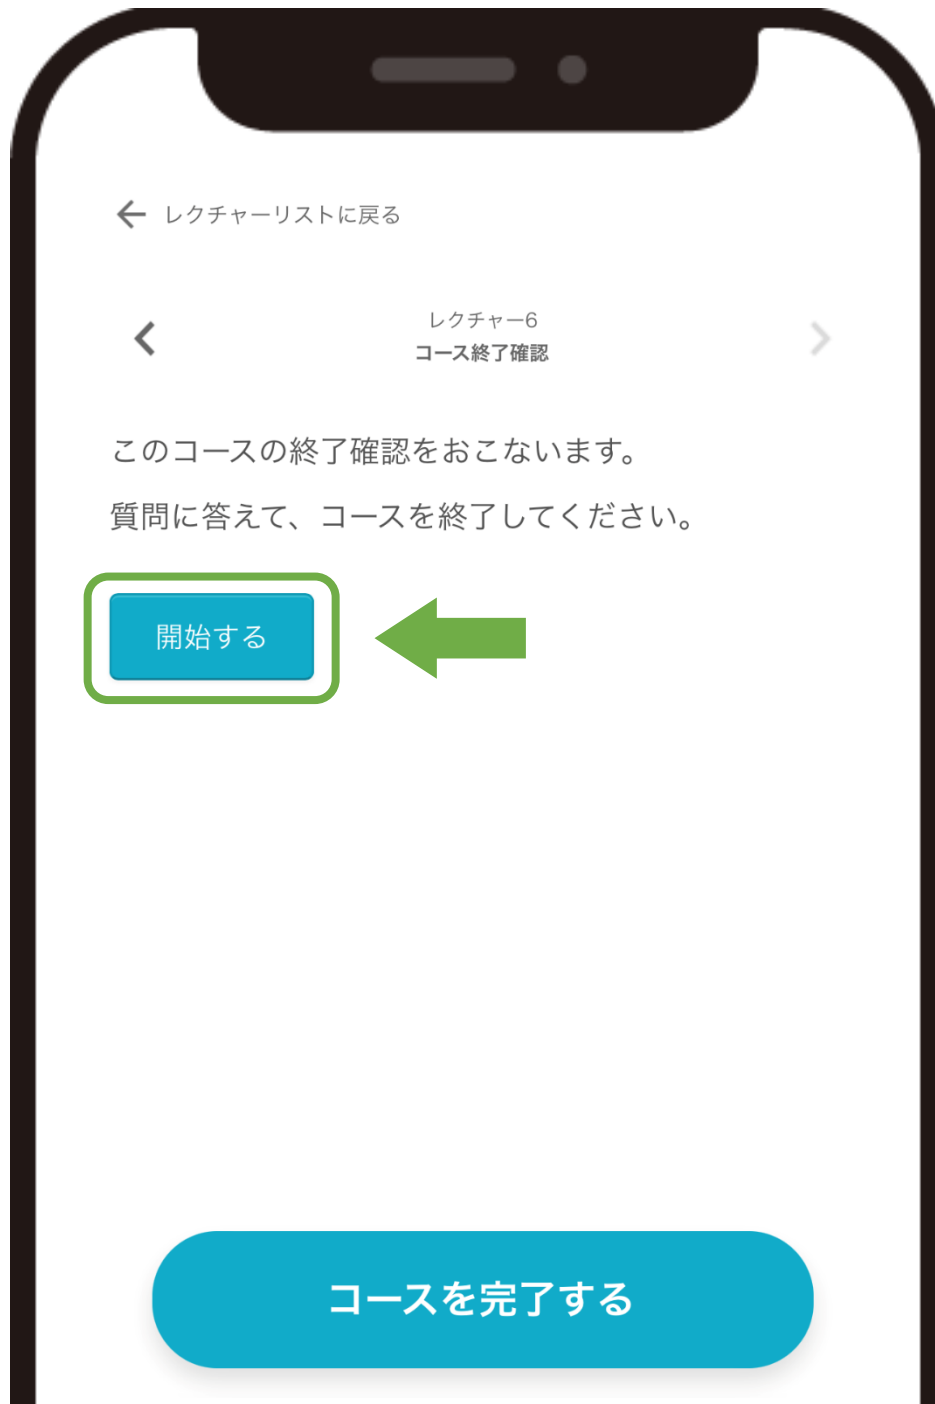 レクチャーリストに戻る
レクチャー6
コース終了確認
このコースの終了確認をおこないます。
質問に答えて、コースを終了してください。
開始する
コースを完了する